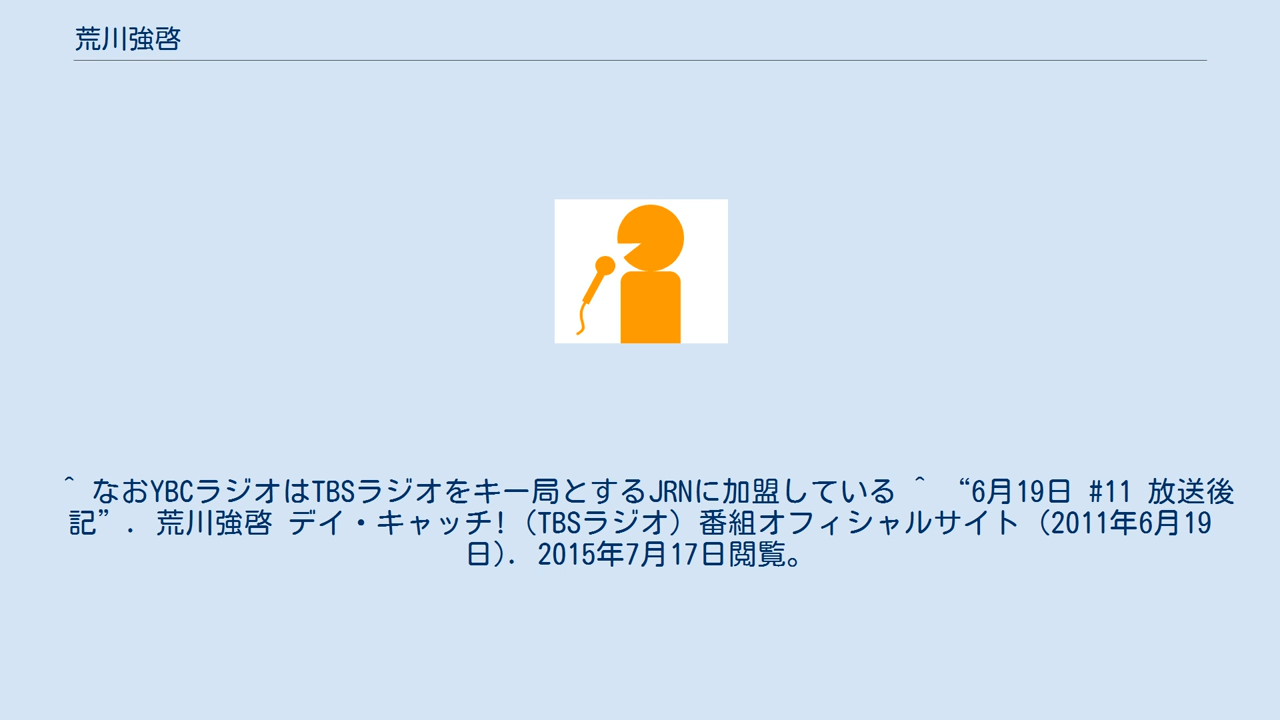 荒川強啓
^ なおYBCラジオはTBSラジオをキー局とするJRNに加盟している ^ “6月19日 #11 放送後
記”. 荒川強啓 デイ・キャッチ!（TBSラジオ）番組オフィシャルサイト (2011年6月19
日). 2015年7月17日閲覧。